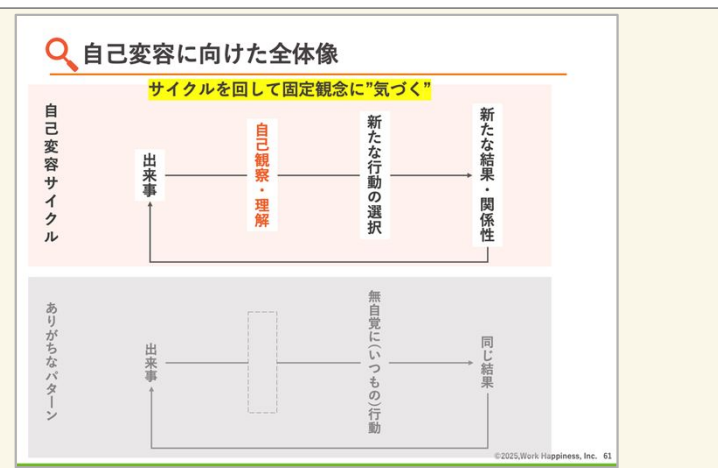 自己変容に向けた全体像
サイクルを回して固定観念に”気づく”
自己変容サイクル
出来事
自己観察・理解
新たな行動の選択
新たな結果・関係性
ありがちなパターン
出来事
無自覚に(いつもの)行動
同じ結果
©2025,Work Happiness, Inc. 61